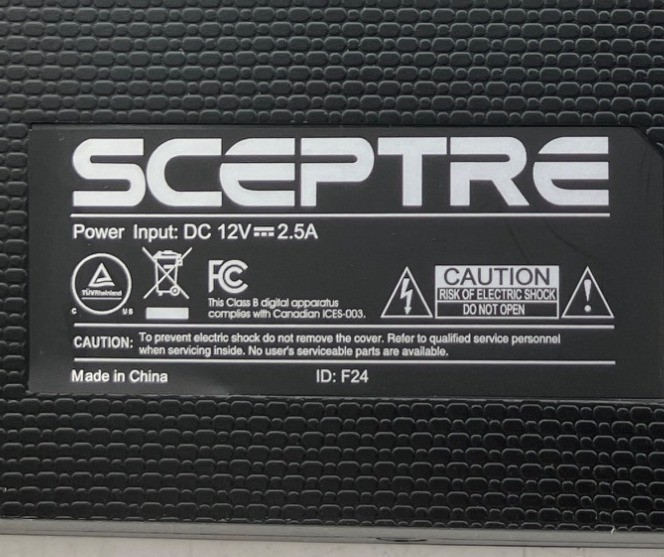 SCEPTRE
Power Input: DC 12V⎓2.5A
TÜVRheinland
C US
FC
This Class B digital apparatus
complies with Canadian ICES-003.
CAUTION
RISK OF ELECTRIC SHOCK
DO NOT OPEN
CAUTION: To prevent electric shock do not remove the cover. Refer to qualified service personnel
when servicing inside. No user's serviceable parts are available.
Made in China ID: F24